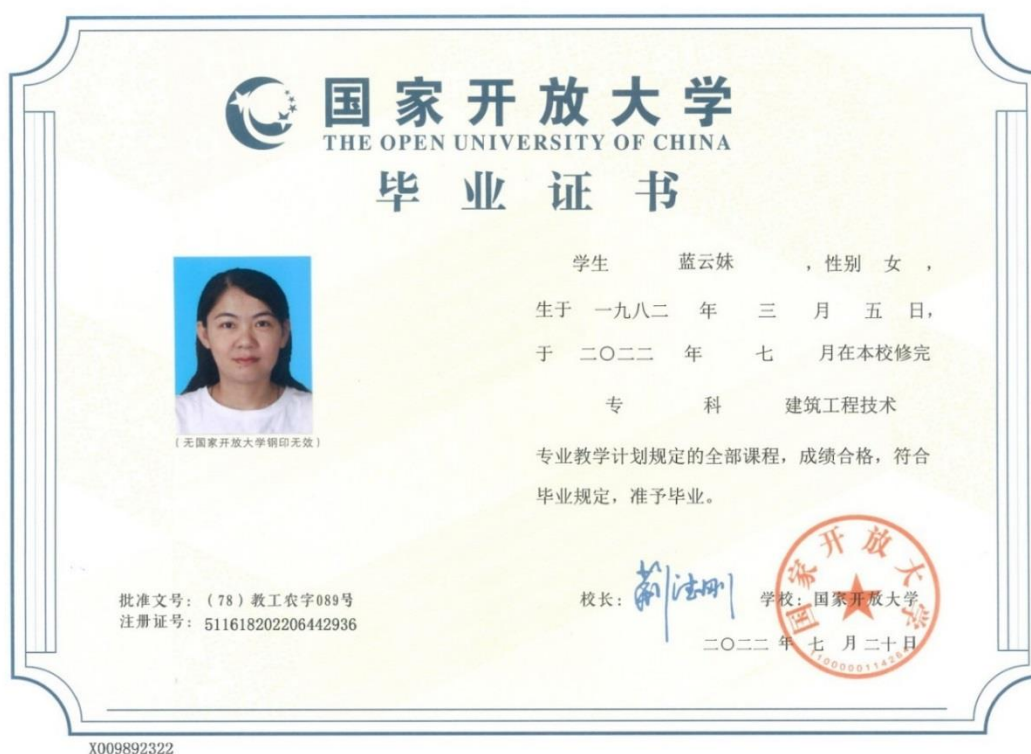 国家开放大学
THE OPEN UNIVERSITY OF CHINA
毕业证书
学生 蓝云妹 ，性别 女 ，
生于 一九八二 年 三 月 五 日，
于 二〇二二 年 七 月在本校修完
专 科 建筑工程技术
专业教学计划规定的全部课程，成绩合格，符合
毕业规定，准予毕业。
（无国家开放大学钢印无效）
批准文号：（78）教工农字089号
注册证号：511618202206442936
校长： 学校：国家开放大学
二〇二二 年 七 月 二十 日
国家开放大学
X009892322